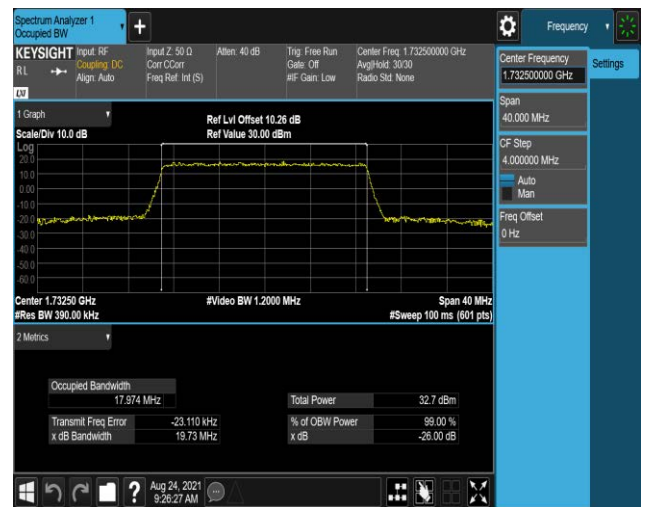 Spectrum Analyzer 1
Occupied BW
+
Frequency
KEYSIGHT
RL
LXI
Input: RF
Coupling: DC
Align: Auto
Input Z: 50 Ω
Corr CCorr
Freq Ref: Int (S)
Atten: 40 dB
Trig: Free Run
Gate: Off
#IF Gain: Low
Center Freq: 1.732500000 GHz
Avg|Hold: 30/30
Radio Std: None
Center Frequency
1.732500000 GHz
Settings
Span
40.000 MHz
CF Step
4.000000 MHz
Auto
Man
Freq Offset
0 Hz
1 Graph
Scale/Div 10.0 dB
Ref Lvl Offset 10.26 dB
Ref Value 30.00 dBm
Log
20.0
10.0
0.00
-10.0
-20.0
-30.0
-40.0
-50.0
-60.0
Center 1.73250 GHz
#Video BW 1.2000 MHz
Span 40 MHz
#Res BW 390.00 kHz
#Sweep 100 ms (601 pts)
2 Metrics
Occupied Bandwidth
17.974 MHz
Total Power 32.7 dBm
Transmit Freq Error -23.110 kHz
% of OBW Power 99.00 %
x dB Bandwidth 19.73 MHz
x dB -26.00 dB
?
Aug 24, 2021
9:26:27 AM